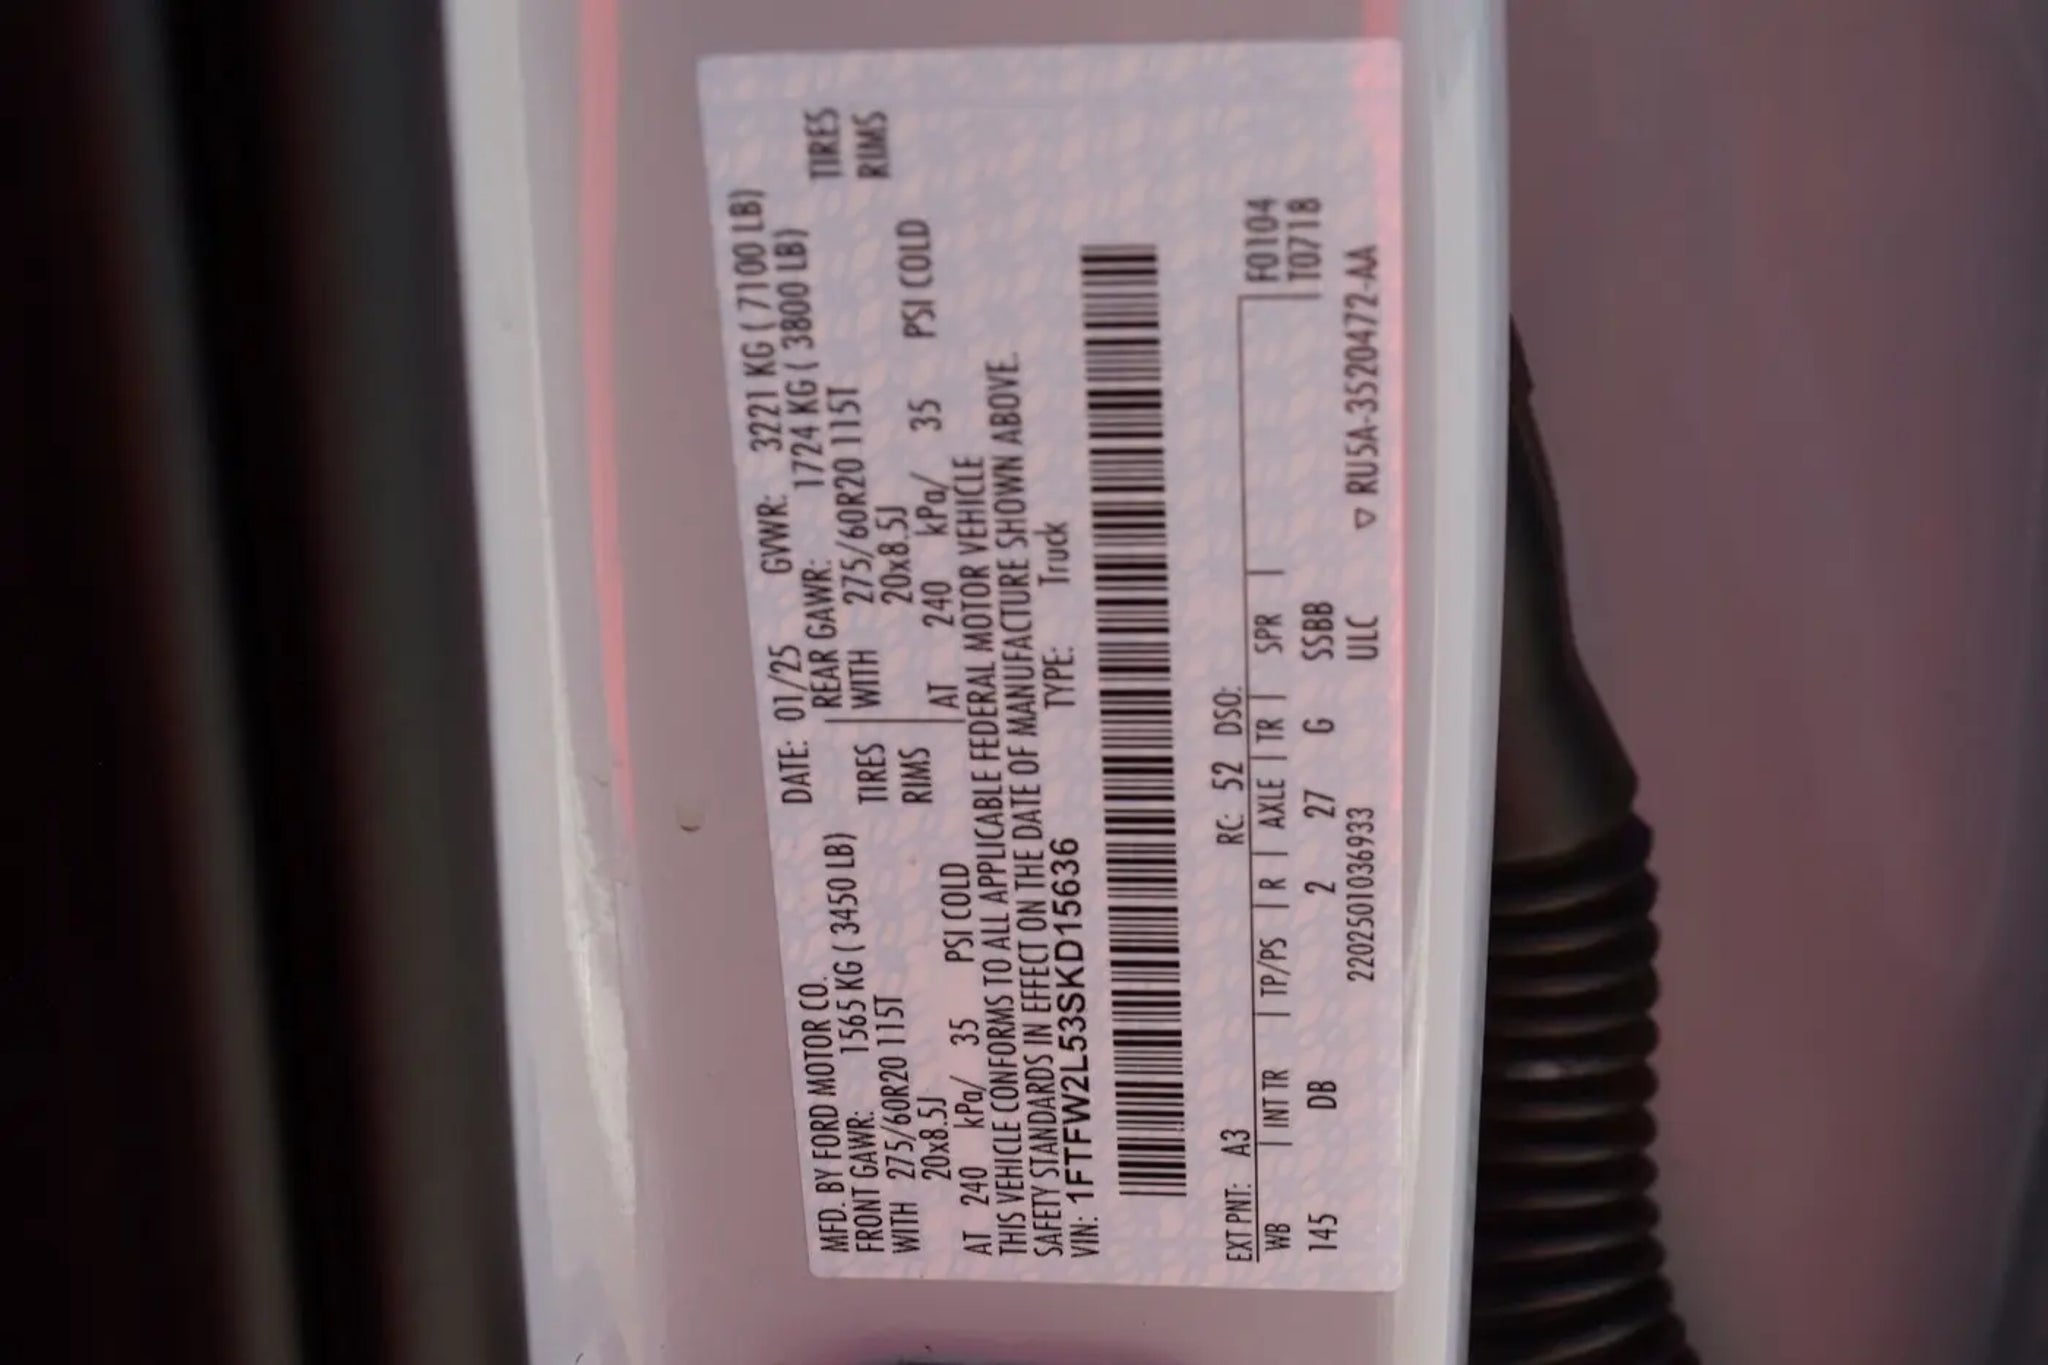 MFD. BY FORD MOTOR CO. DATE: 01/25 GVWR: 3221 KG ( 7100 LB)
FRONT GAWR: 1565 KG ( 3450 LB) REAR GAWR: 1724 KG ( 3800 LB)
WITH 275/60R20 115T TIRES WITH 275/60R20 115T TIRES
20x8.5J RIMS 20x8.5J RIMS
AT 240 kPa/ 35 PSI COLD AT 240 kPa/ 35 PSI COLD
THIS VEHICLE CONFORMS TO ALL APPLICABLE FEDERAL MOTOR VEHICLE
SAFETY STANDARDS IN EFFECT ON THE DATE OF MANUFACTURE SHOWN ABOVE.
VIN: 1FTFW2L53SKD15636 TYPE: Truck
EXT PNT: A3 RC: 52 DSO: F0104
WB | INT TR | TP/PS | R | AXLE | TR | SPR | T0718
145 DB 2 27 G SSBB
2202501036933 ULC ▽ RU5A-3520472-AA